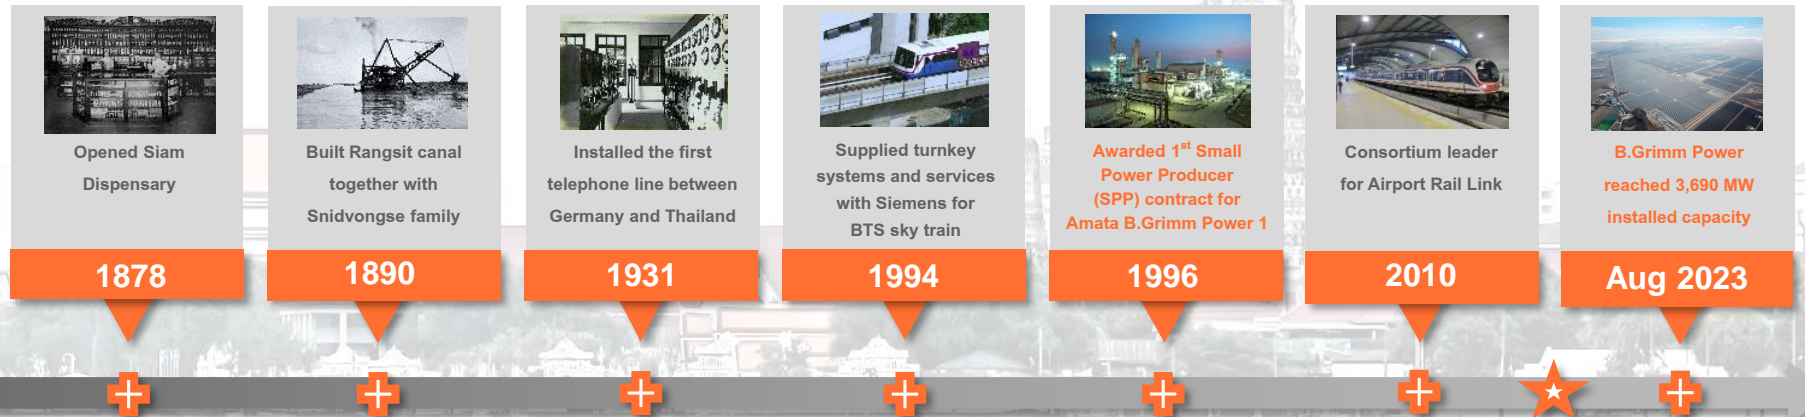 Opened Siam
Dispensary
1878
Built Rangsit canal
together with
Snidvongse family
1890
Installed the first
telephone line between
Germany and Thailand
1931
Supplied turnkey
systems and services
with Siemens for
BTS sky train
1994
Awarded 1st Small
Power Producer
(SPP) contract for
Amata B.Grimm Power 1
1996
Consortium leader
for Airport Rail Link
2010
B.Grimm Power
reached 3,690 MW
installed capacity
Aug 2023